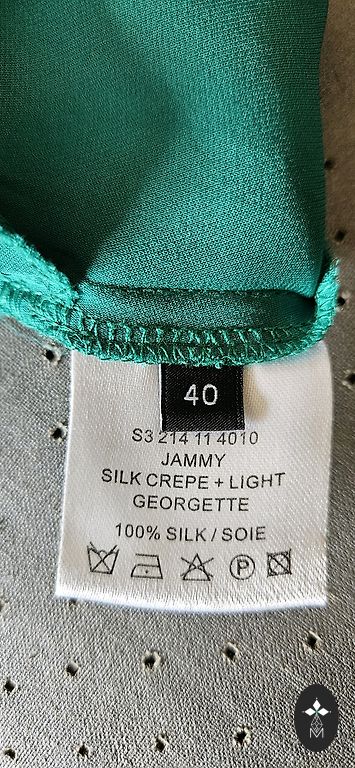 40
S3 214 11 4010
JAMMY
SILK CREPE + LIGHT
GEORGETTE
100% SILK / SOIE
P
M